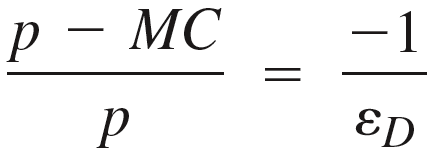 (p − MC)/p = −1/ε_D